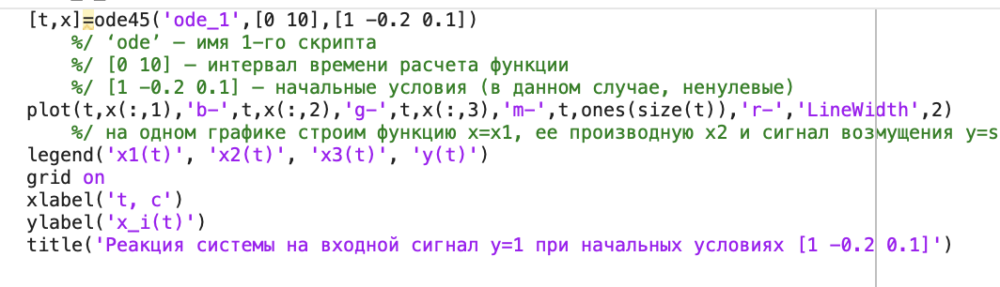 [t,x]=ode45('ode_1',[0 10],[1 -0.2 0.1])
%/ ‘ode’ – имя 1-го скрипта
%/ [0 10] – интервал времени расчета функции
%/ [1 -0.2 0.1] – начальные условия (в данном случае, ненулевые)
plot(t,x(:,1),'b-',t,x(:,2),'g-',t,x(:,3),'m-',t,ones(size(t)),'r-','LineWidth',2)
%/ на одном графике строим функцию x=x1, ее производную x2 и сигнал возмущения y=s
legend('x1(t)', 'x2(t)', 'x3(t)', 'y(t)')
grid on
xlabel('t, c')
ylabel('x_i(t)')
title('Реакция системы на входной сигнал y=1 при начальных условиях [1 -0.2 0.1]')